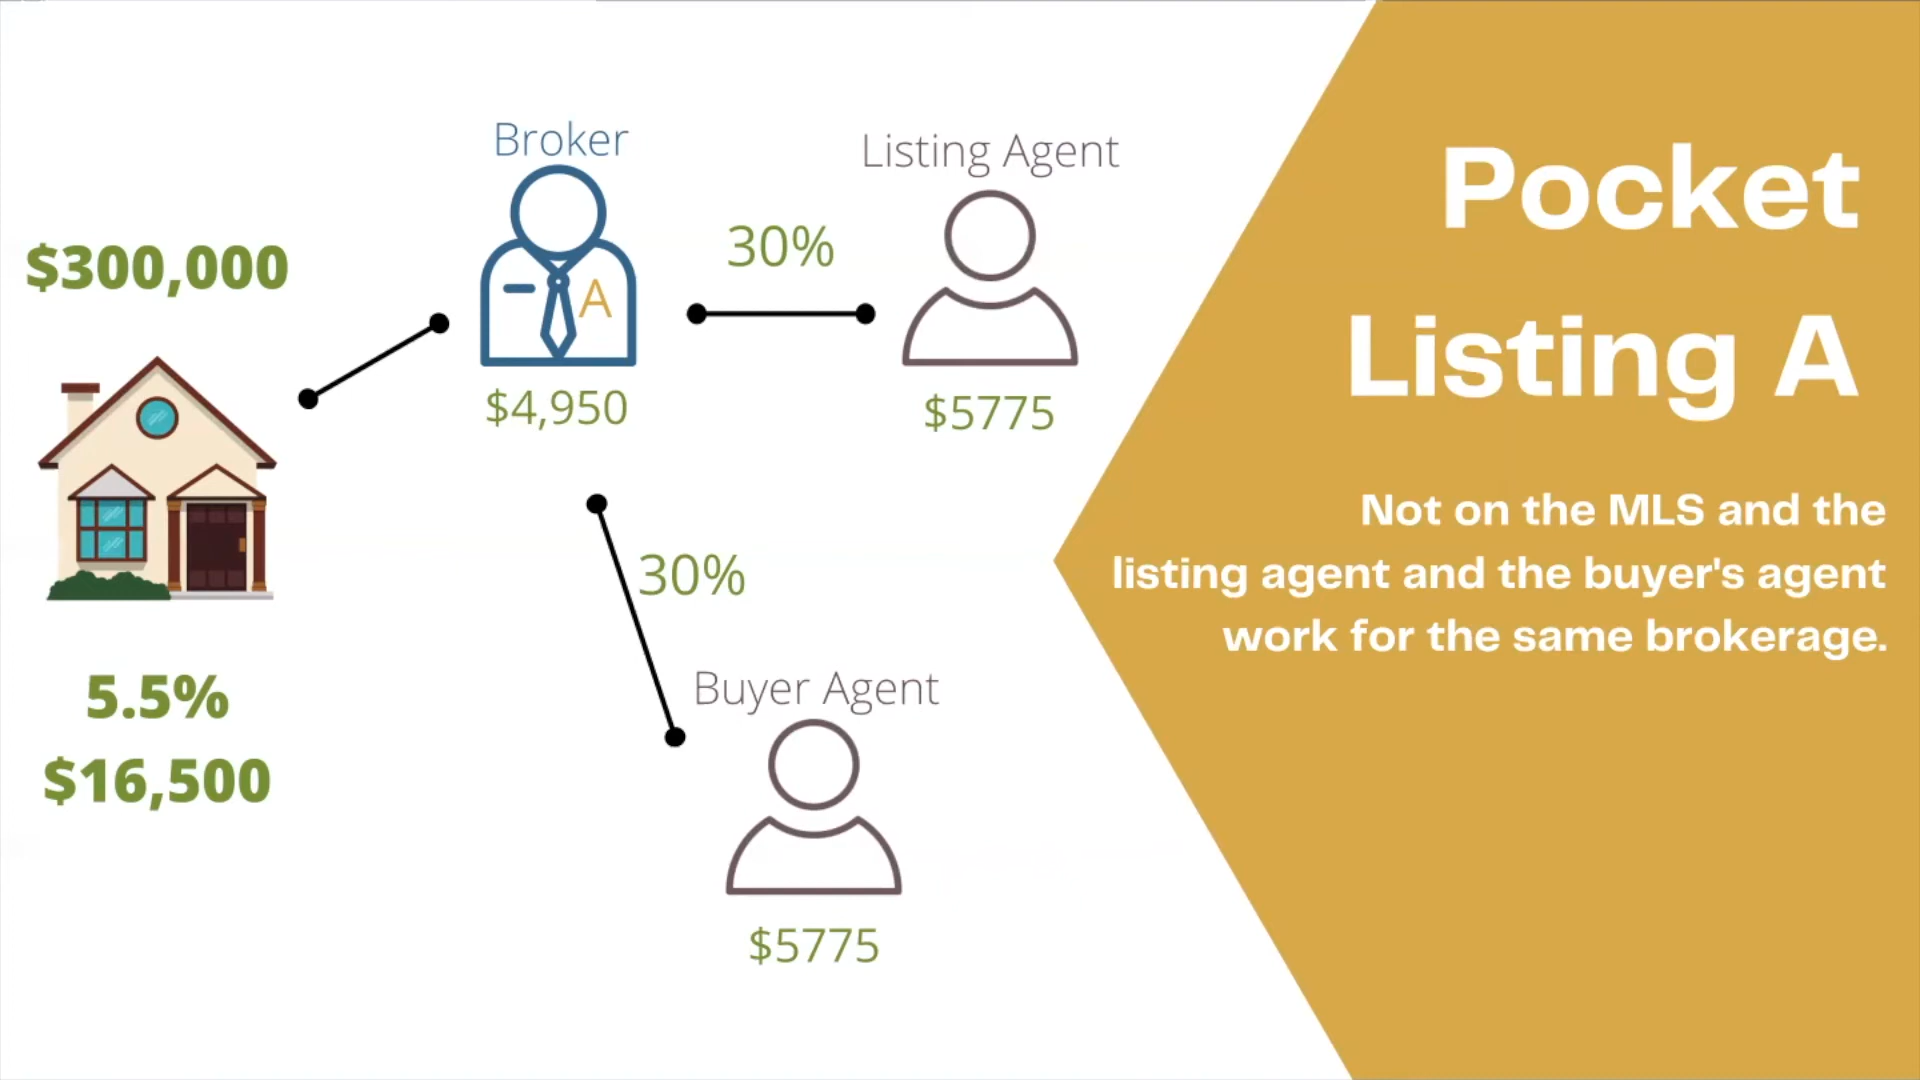 $300,000
5.5%
$16,500
Broker
A
$4,950
30%
Listing Agent
$5775
30%
Buyer Agent
$5775
Pocket
Listing A
Not on the MLS and the
listing agent and the buyer's agent
work for the same brokerage.